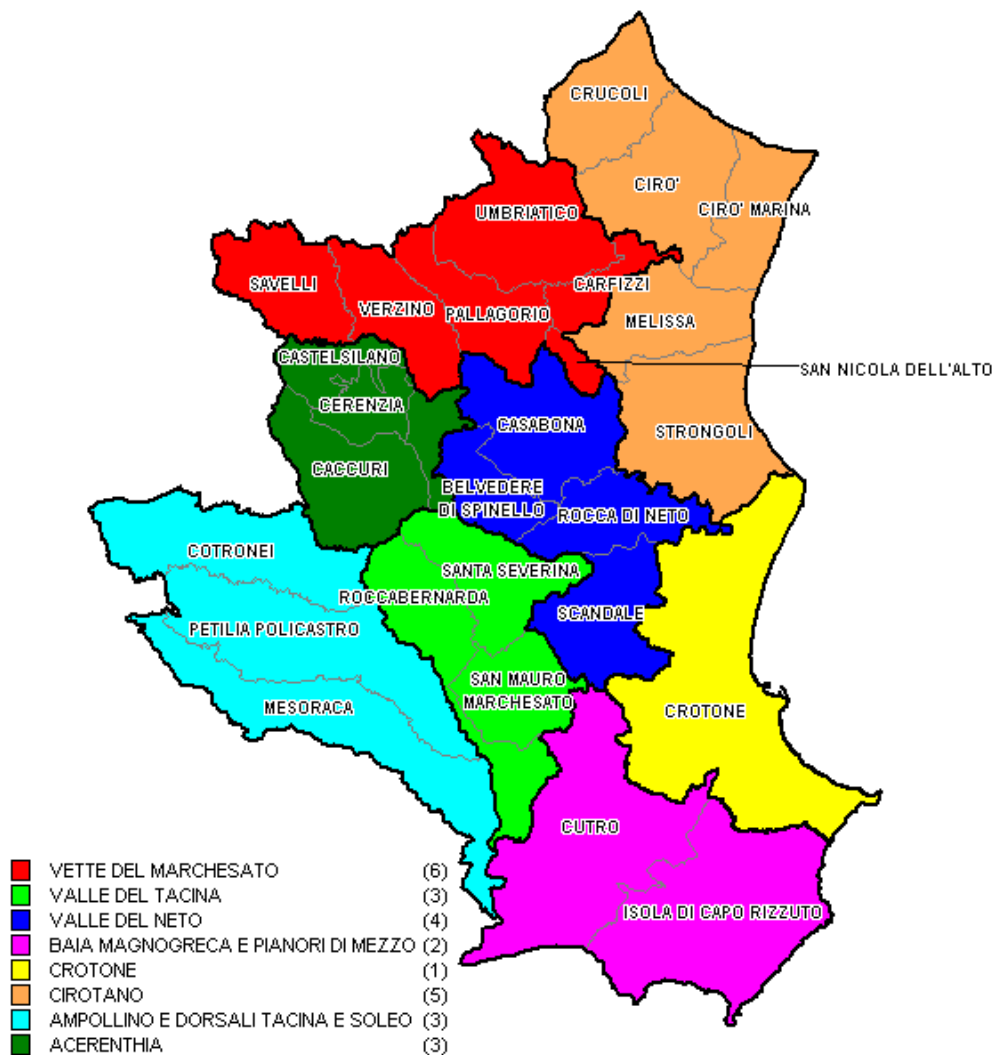 CRUCOLI
CIRO'
CIRO' MARINA
UMBRIATICO
SAVELLI
VERZINO
PALLAGORIO
CARFIZZI
MELISSA
SAN NICOLA DELL'ALTO
CASTELSILANO
CERENZIA
CACCURI
CASABONA
STRONGOLI
BELVEDERE
DI SPINELLO
ROCCA DI NETO
COTRONEI
SANTA SEVERINA
ROCCABERNARDA
SCANDALE
PETILIA POLICASTRO
SAN MAURO
MARCHESATO
MESORACA
CROTONE
CUTRO
ISOLA DI CAPO RIZZUTO
VETTE DEL MARCHESATO (6)
VALLE DEL TACINA (3)
VALLE DEL NETO (4)
BAIA MAGNOGRECA E PIANORI DI MEZZO (2)
CROTONE (1)
CIROTANO (5)
AMPOLLINO E DORSALI TACINA E SOLEO (3)
ACERENTHIA (3)